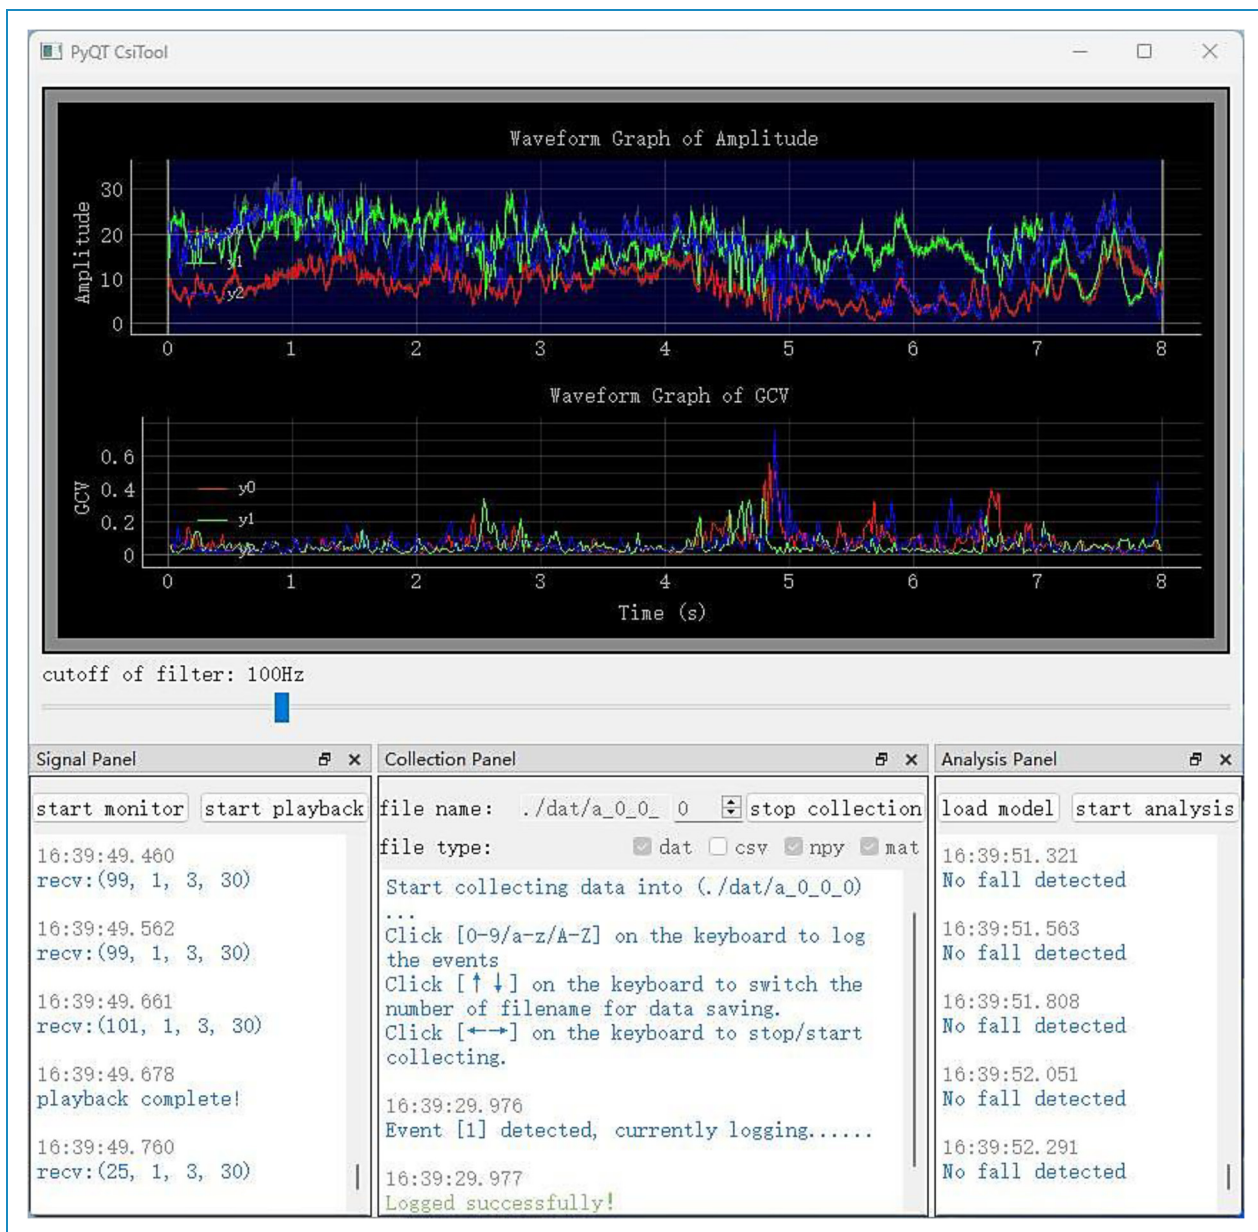 PyQT CsiTool
Waveform Graph of Amplitude
Amplitude
30
20
10
0
y0
y1
y2
0 1 2 3 4 5 6 7 8
Waveform Graph of GCV
GCV
0.6
0.4
0.2
0
y0
y1
y2
0 1 2 3 4 5 6 7 8
Time (s)
cutoff of filter: 100Hz
Signal Panel
start monitor start playback
16:39:49.460
recv:(99, 1, 3, 30)
16:39:49.562
recv:(99, 1, 3, 30)
16:39:49.661
recv:(101, 1, 3, 30)
16:39:49.678
playback complete!
16:39:49.760
recv:(25, 1, 3, 30)
Collection Panel
file name: ./dat/a_0_0_ 0 stop collection
file type: dat csv npy mat
Start collecting data into (./dat/a_0_0_0)
...
Click [0-9/a-z/A-Z] on the keyboard to log
the events
Click [↑↓] on the keyboard to switch the
number of filename for data saving.
Click [←→] on the keyboard to stop/start
collecting.
16:39:29.976
Event [1] detected, currently logging......
16:39:29.977
Logged successfully!
Analysis Panel
load model start analysis
16:39:51.321
No fall detected
16:39:51.563
No fall detected
16:39:51.808
No fall detected
16:39:52.051
No fall detected
16:39:52.291
No fall detected